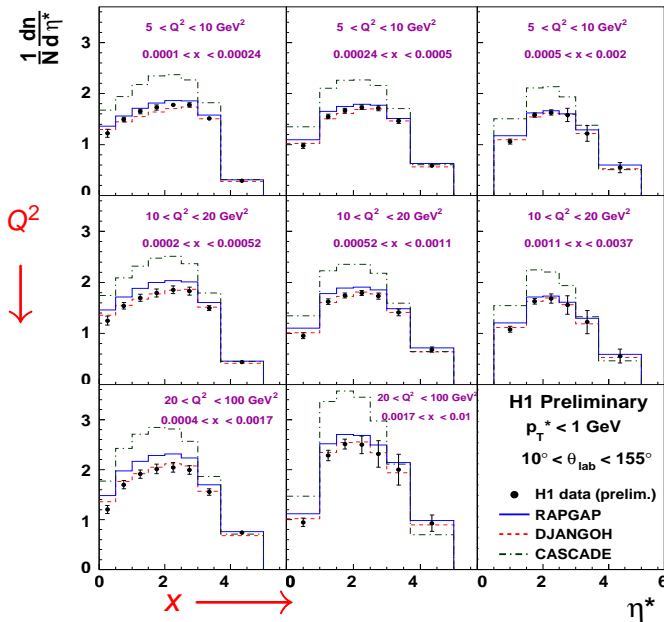 1/N dn/dη*
5 < Q² < 10 GeV²
0.0001 < x < 0.00024
5 < Q² < 10 GeV²
0.00024 < x < 0.0005
5 < Q² < 10 GeV²
0.0005 < x < 0.002
3
2
1
0
Q²
10 < Q² < 20 GeV²
0.0002 < x < 0.00052
10 < Q² < 20 GeV²
0.00052 < x < 0.0011
10 < Q² < 20 GeV²
0.0011 < x < 0.0037
3
2
1
0
20 < Q² < 100 GeV²
0.0004 < x < 0.0017
20 < Q² < 100 GeV²
0.0017 < x < 0.01
H1 Preliminary
p_T* < 1 GeV
10° < θ_lab < 155°
H1 data (prelim.)
RAPGAP
DJANGOH
CASCADE
3
2
1
0
0 2 4 0 2 4 0 2 4 6
x
η*